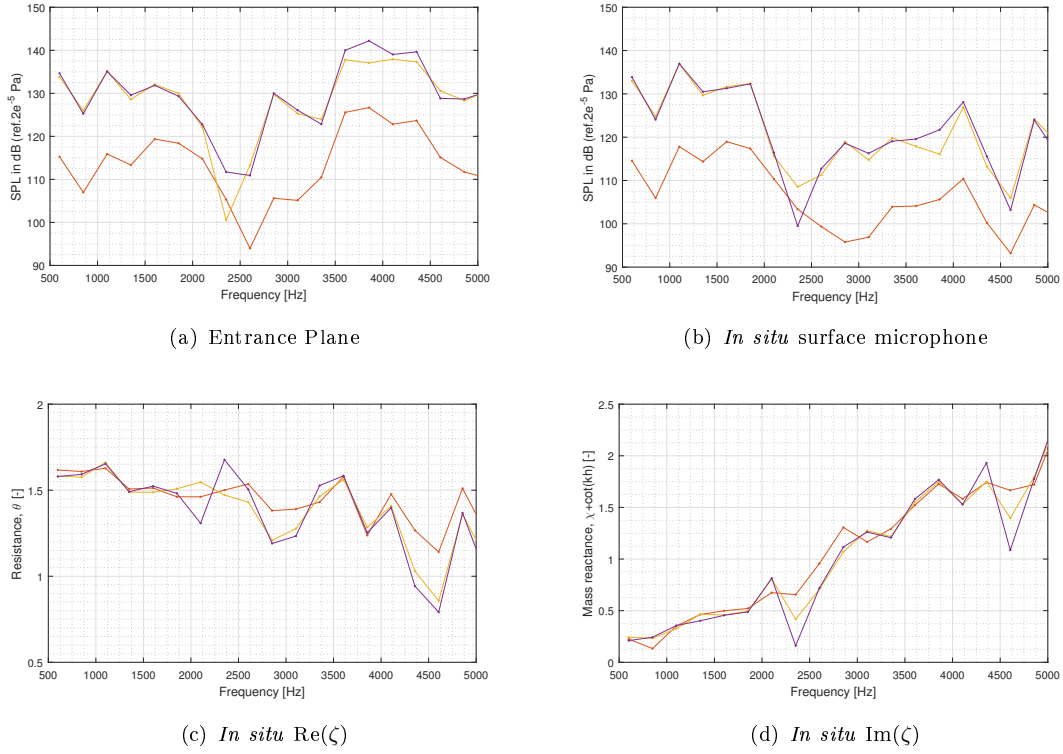 150
140
130
120
110
100
90
SPL in dB (ref.2e⁻⁵ Pa)
500 1000 1500 2000 2500 3000 3500 4000 4500 5000
Frequency [Hz]
(a) Entrance Plane
150
140
130
120
110
100
90
SPL in dB (ref.2e⁻⁵ Pa)
500 1000 1500 2000 2500 3000 3500 4000 4500 5000
Frequency [Hz]
(b) In situ surface microphone
2
1.5
1
0.5
Resistance, θ [-]
500 1000 1500 2000 2500 3000 3500 4000 4500 5000
Frequency [Hz]
(c) In situ Re(ζ)
2.5
2
1.5
1
0.5
0
Mass reactance, χ+cot(kh) [-]
500 1000 1500 2000 2500 3000 3500 4000 4500 5000
Frequency [Hz]
(d) In situ Im(ζ)